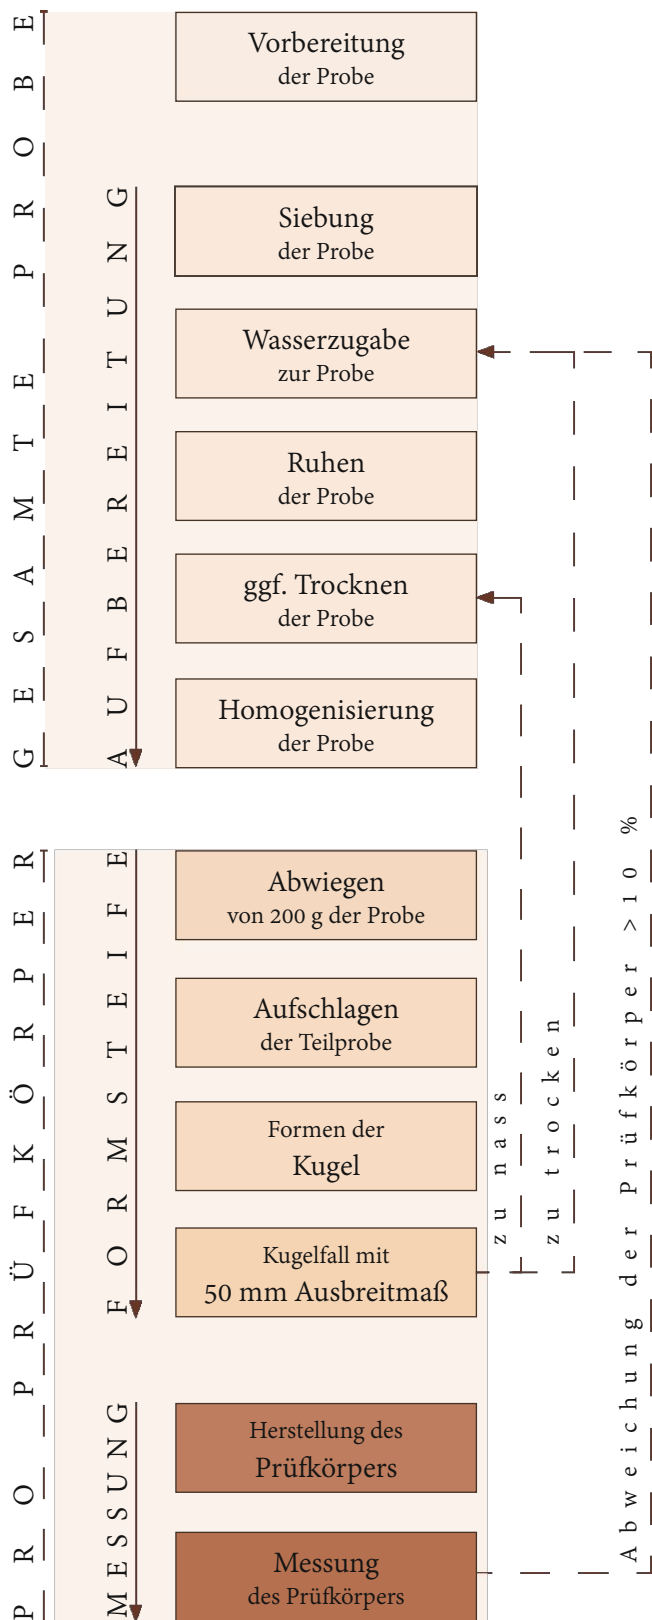 GESAMTE PROBE
AUFBEREITUNG
Vorbereitung
der Probe
Siebung
der Probe
Wasserzugabe
zur Probe
Ruhen
der Probe
ggf. Trocknen
der Probe
Homogenisierung
der Probe
PRO PRÜFKÖRPER
FORMSTEIFE
Abwiegen
von 200 g der Probe
Aufschlagen
der Teilprobe
Formen der
Kugel
Kugelfall mit
50 mm Ausbreitmaß
zu nass
zu trocken
Abweichung der Prüfkörper >10 %
MESSUNG
Herstellung des
Prüfkörpers
Messung
des Prüfkörpers